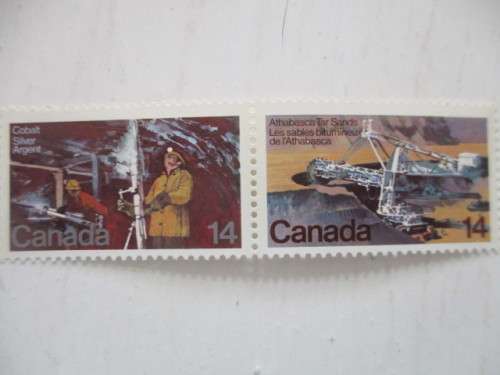 Cobalt
Silver
Argent
Canada 14
Athabasca Tar Sands
Les sables bitumineux
de l'Athabasca
Canada 14